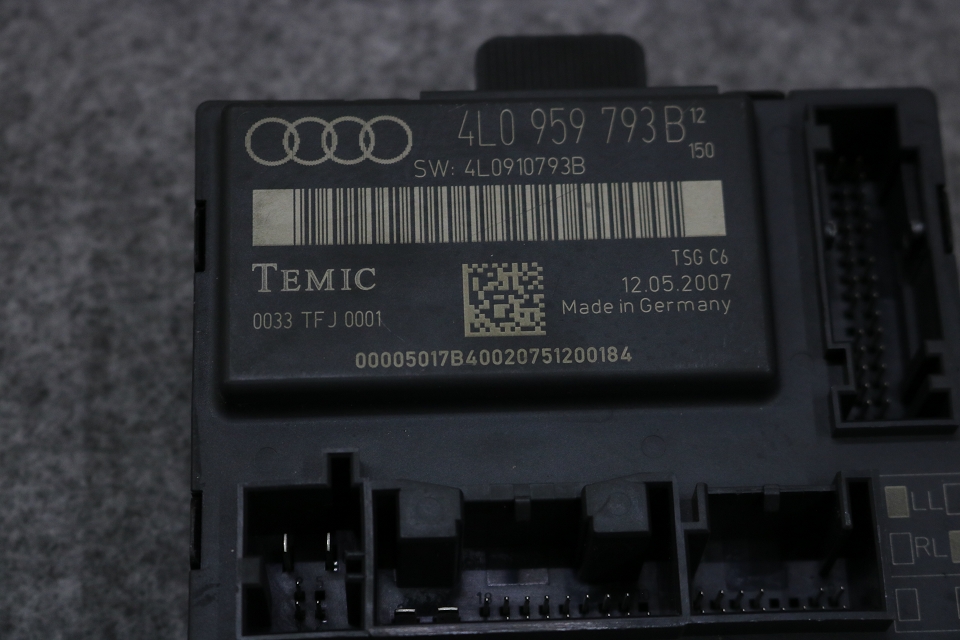 4L0 959 793 B 12
150
SW: 4L0910793B
TEMIC
TSG C6
12.05.2007
Made in Germany
0033 TFJ 0001
00005017B40020751200184
LL
RL